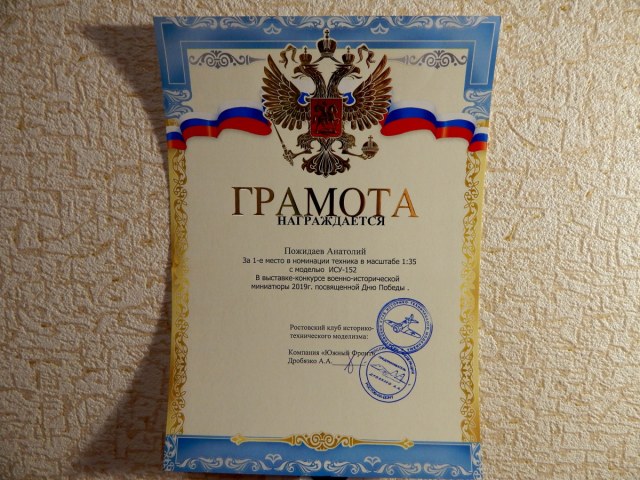 ГРАМОТА
НАГРАЖДАЕТСЯ
Пожидаев Анатолий
За 1-е место в номинации техника в масштабе 1:35
с моделью ИСУ-152
В выставке-конкурсе военно-исторической
миниатюры 2019г. посвященной Дню Победы .
Ростовский клуб историко-
технического моделизма:
Компания «Южный Фронт»
Дробязко А.А.